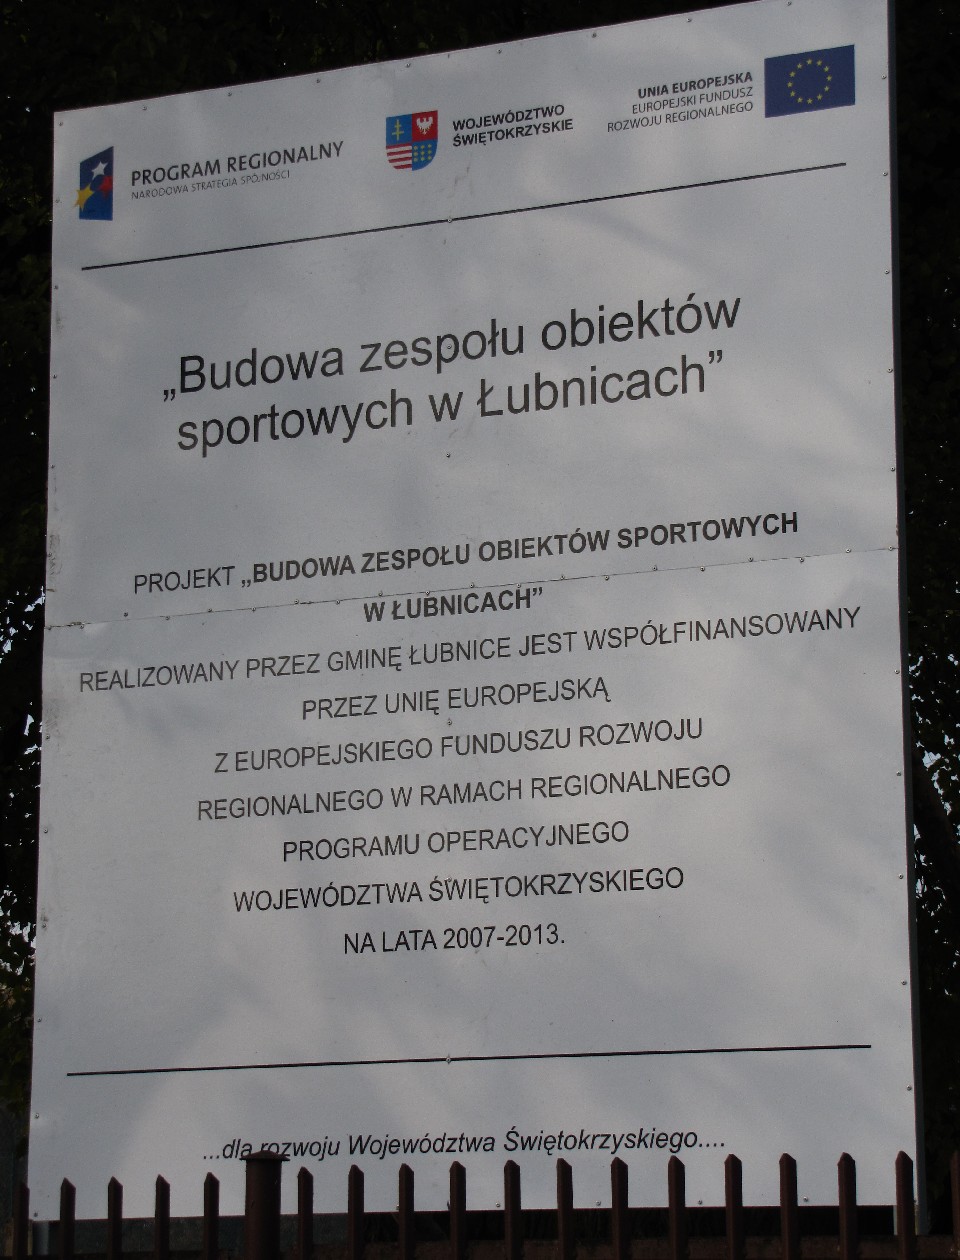 PROGRAM REGIONALNY
NARODOWA STRATEGIA SPÓJNOŚCI
WOJEWÓDZTWO
ŚWIĘTOKRZYSKIE
UNIA EUROPEJSKA
EUROPEJSKI FUNDUSZ
ROZWOJU REGIONALNEGO
„Budowa zespołu obiektów
sportowych w Łubnicach”
PROJEKT „BUDOWA ZESPOŁU OBIEKTÓW SPORTOWYCH
W ŁUBNICACH”
REALIZOWANY PRZEZ GMINĘ ŁUBNICE JEST WSPÓŁFINANSOWANY
PRZEZ UNIĘ EUROPEJSKĄ
Z EUROPEJSKIEGO FUNDUSZU ROZWOJU
REGIONALNEGO W RAMACH REGIONALNEGO
PROGRAMU OPERACYJNEGO
WOJEWÓDZTWA ŚWIĘTOKRZYSKIEGO
NA LATA 2007-2013.
...dla rozwoju Województwa Świętokrzyskiego....